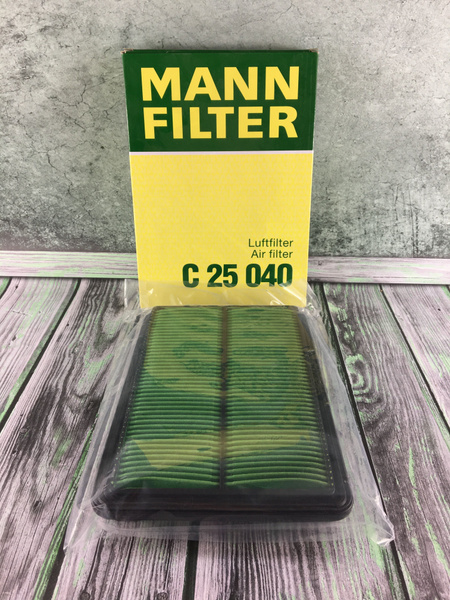 MANN
FILTER
Luftfilter
Air filter
C 25 040